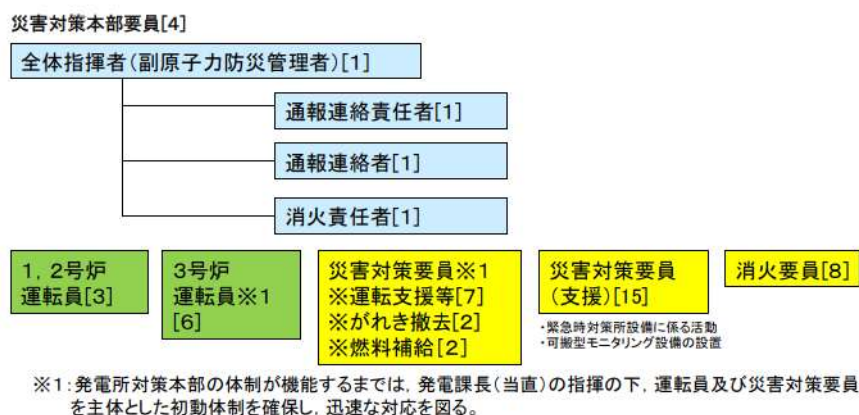 災害対策本部要員[4]
全体指揮者(副原子力防災管理者)[1]
通報連絡責任者[1]
通報連絡者[1]
消火責任者[1]
1,2号炉
運転員[3]
3号炉
運転員※1
[6]
災害対策要員※1
※運転支援等[7]
※がれき撤去[2]
※燃料補給[2]
災害対策要員
(支援)[15]
・緊急時対策所設備に係る活動
・可搬型モニタリング設備の設置
消火要員[8]
※1:発電所対策本部の体制が機能するまでは,発電課長(当直)の指揮の下,運転員及び災害対策要員
を主体とした初動体制を確保し,迅速な対応を図る。